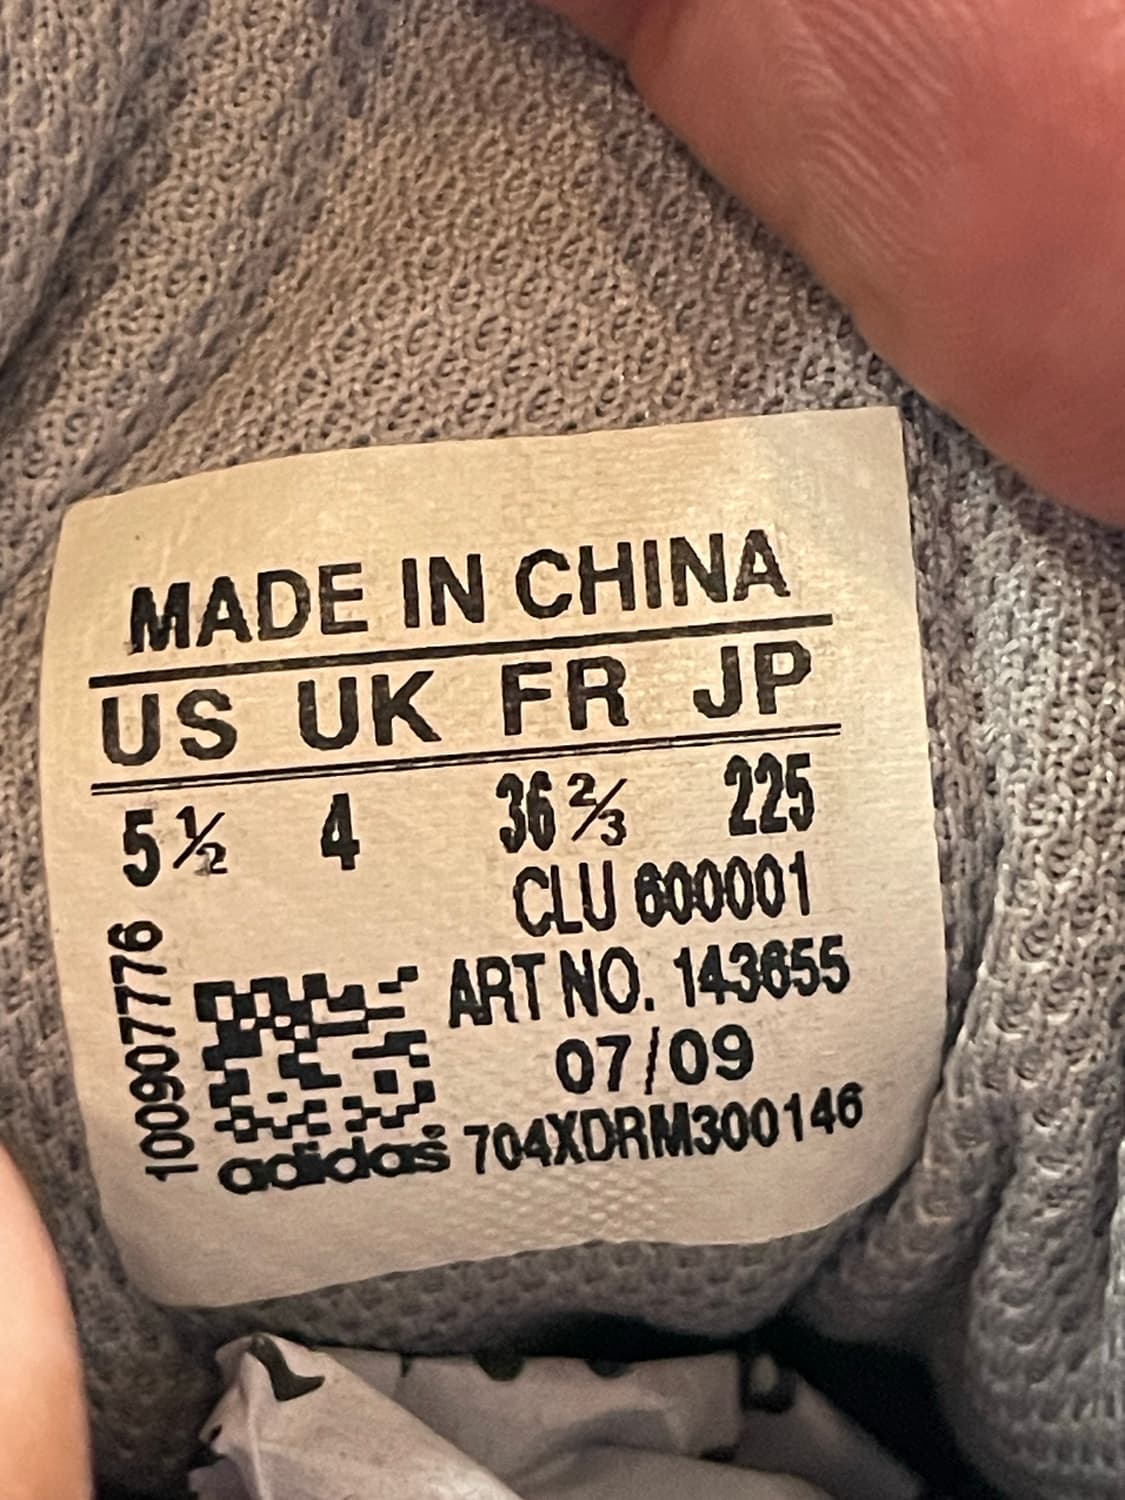 MADE IN CHINA
US UK FR JP
5½ 4 36⅔ 225
CLU 600001
ART NO. 143655
07/09
adidas 704XDRM300146
100907776